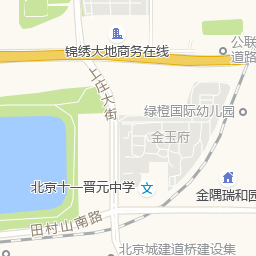 锦绣大地商务在线
公联
道路
上庄大街
绿橙国际幼儿园
金玉府
北京十一晋元中学
金隅瑞和园
田村山南路
北京城建道桥建设集